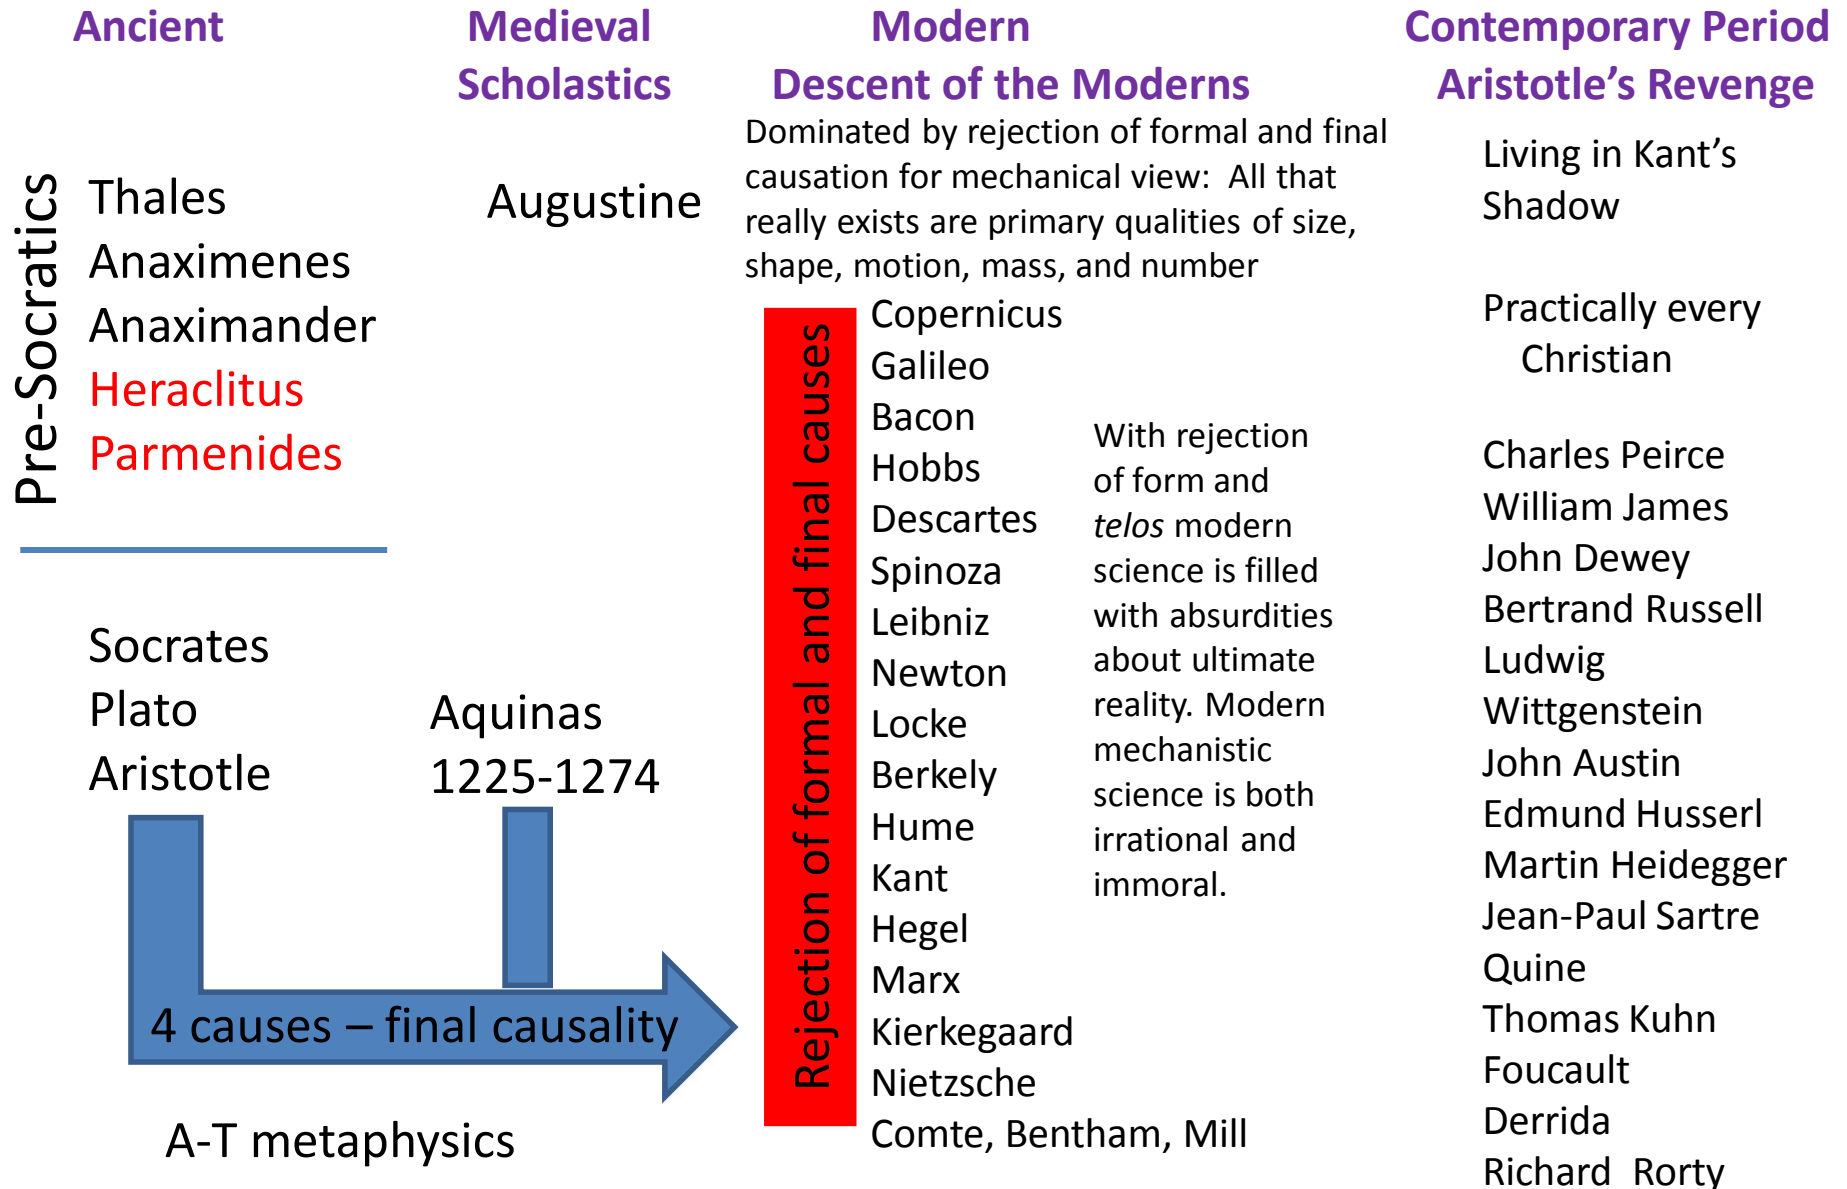 Ancient
Pre-Socratics
Thales
Anaximenes
Anaximander
Heraclitus
Parmenides
Socrates
Plato
Aristotle
Medieval
Scholastics
Augustine
Aquinas
1225-1274
4 causes – final causality
A-T metaphysics
Modern
Descent of the Moderns
Dominated by rejection of formal and final
causation for mechanical view:  All that
really exists are primary qualities of size,
shape, motion, mass, and number
Rejection of formal and final causes
Copernicus
Galileo
Bacon
Hobbs
Descartes
Spinoza
Leibniz
Newton
Locke
Berkely
Hume
Kant
Hegel
Marx
Kierkegaard
Nietzsche
Comte, Bentham, Mill
With rejection
of form and
telos modern
science is filled
with absurdities
about ultimate
reality. Modern
mechanistic
science is both
irrational and
immoral.
Contemporary Period
Aristotle’s Revenge
Living in Kant’s
Shadow
Practically every
Christian
Charles Peirce
William James
John Dewey
Bertrand Russell
Ludwig
Wittgenstein
John Austin
Edmund Husserl
Martin Heidegger
Jean-Paul Sartre
Quine
Thomas Kuhn
Foucault
Derrida
Richard  Rorty